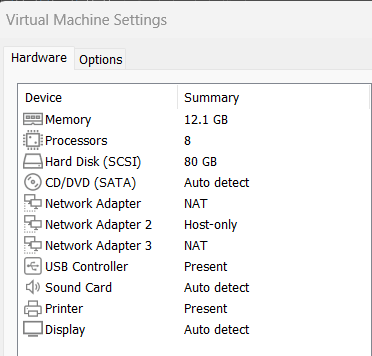 Virtual Machine Settings
Hardware Options
Device Summary
Memory 12.1 GB
Processors 8
Hard Disk (SCSI) 80 GB
CD/DVD (SATA) Auto detect
Network Adapter NAT
Network Adapter 2 Host-only
Network Adapter 3 NAT
USB Controller Present
Sound Card Auto detect
Printer Present
Display Auto detect